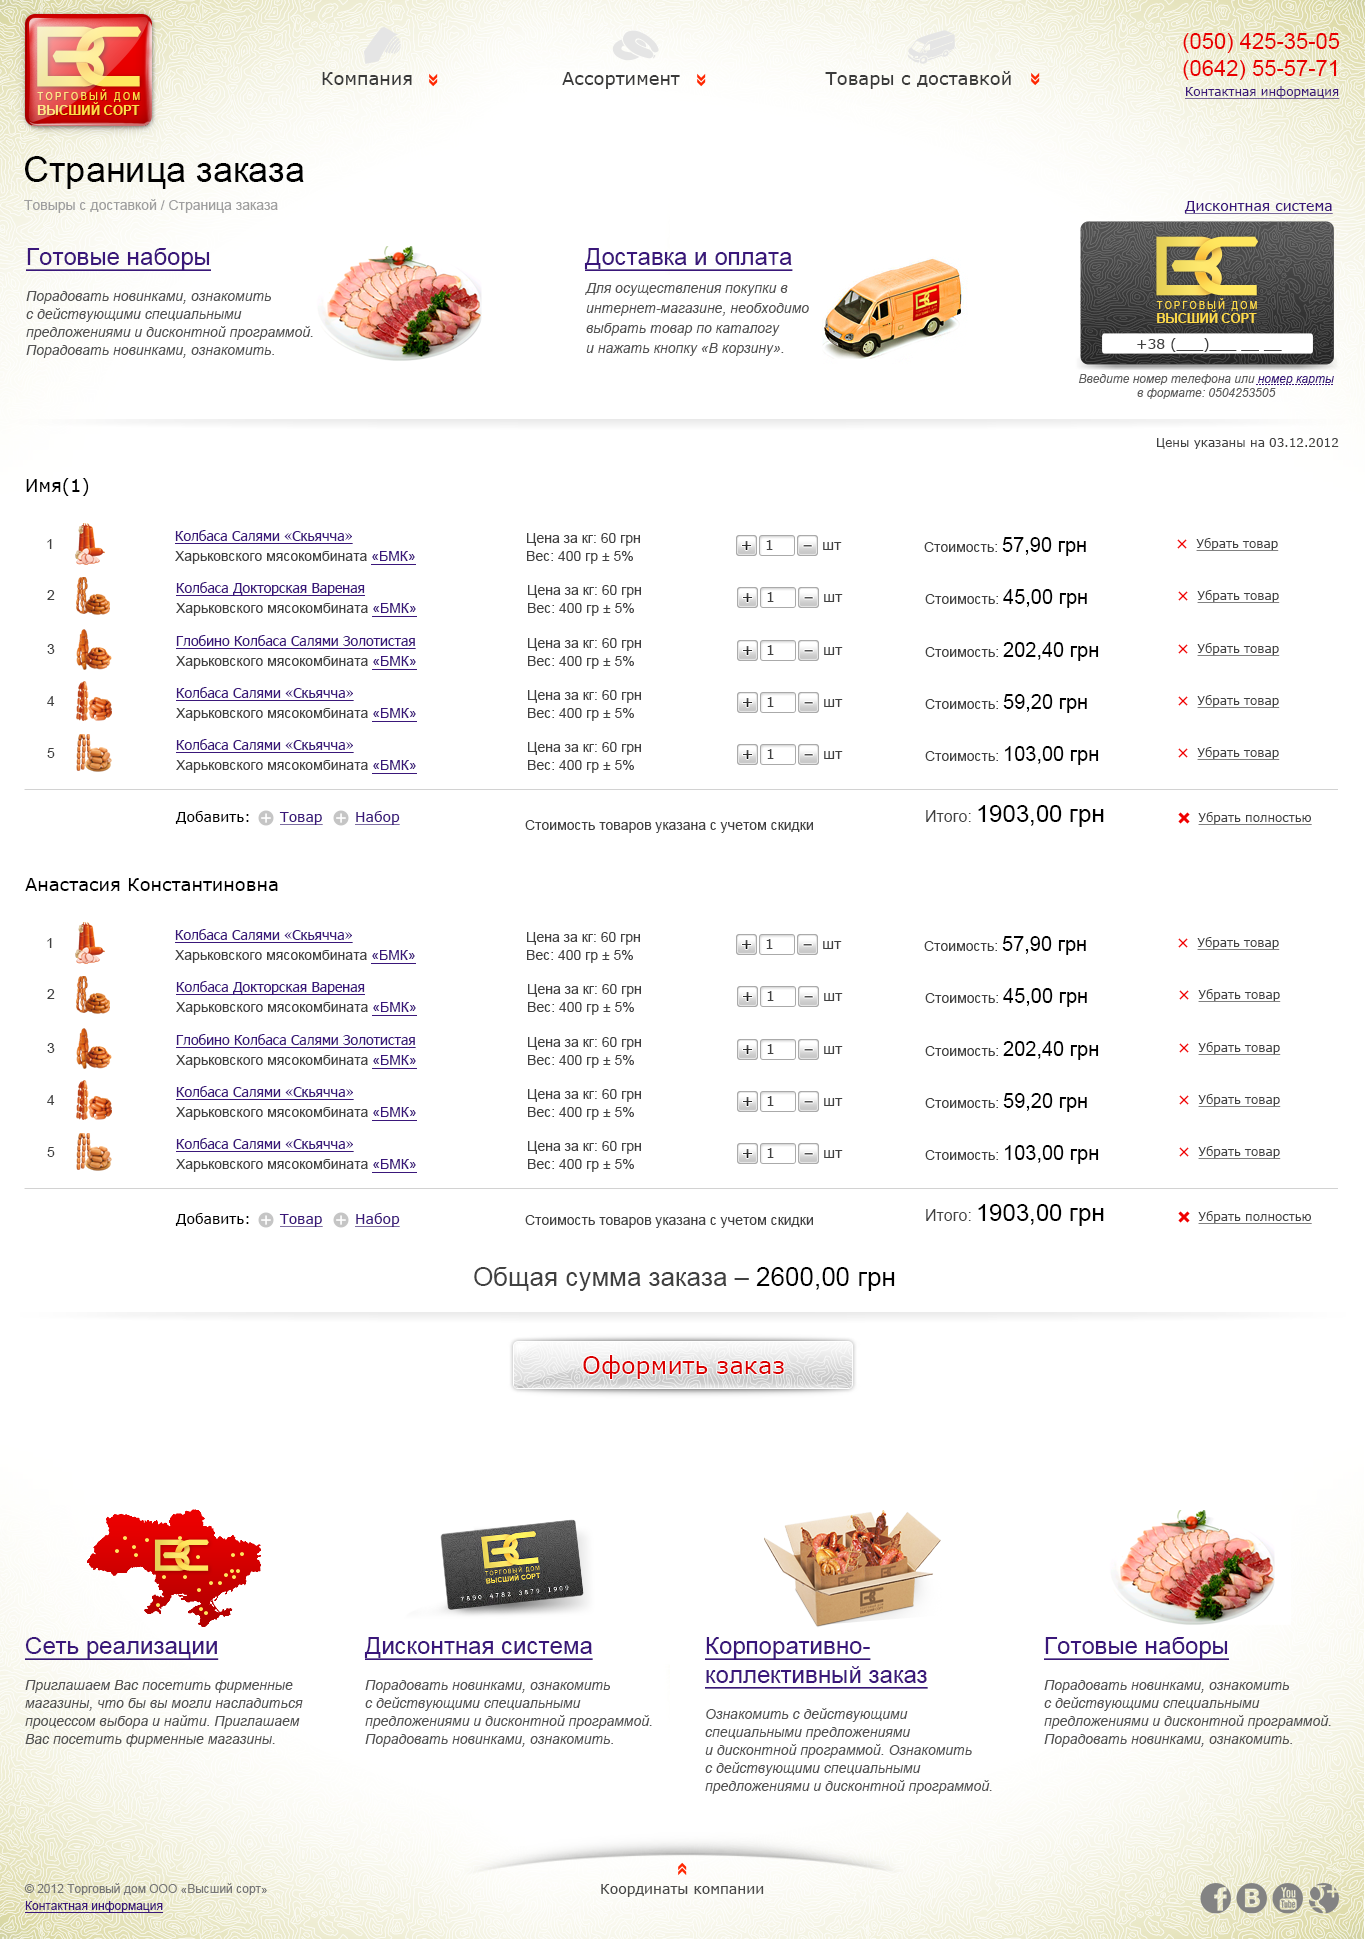 ТОРГОВЫЙ ДОМ
ВЫСШИЙ СОРТ
Компания
Ассортимент
Товары с доставкой
(050) 425-35-05
(0642) 55-57-71
Контактная информация
Страница заказа
Товыры с доставкой / Страница заказа
Дисконтная система
Готовые наборы
Порадовать новинками, ознакомить
с действующими специальными
предложениями и дисконтной программой.
Порадовать новинками, ознакомить.
Доставка и оплата
Для осуществления покупки в
интернет-магазине, необходимо
выбрать товар по каталогу
и нажать кнопку «В корзину».
ТОРГОВЫЙ ДОМ
ВЫСШИЙ СОРТ
+38 (___)___ __ __
Введите номер телефона или номер карты
в формате: 0504253505
Цены указаны на 03.12.2012
Имя(1)
1 Колбаса Салями «Скьячча» Цена за кг: 60 грн + 1 − шт Стоимость: 57,90 грн Убрать товар
Харьковского мясокомбината «БМК» Вес: 400 гр ± 5%
2 Колбаса Докторская Вареная Цена за кг: 60 грн + 1 − шт Стоимость: 45,00 грн Убрать товар
Харьковского мясокомбината «БМК» Вес: 400 гр ± 5%
3 Глобино Колбаса Салями Золотистая Цена за кг: 60 грн + 1 − шт Стоимость: 202,40 грн Убрать товар
Харьковского мясокомбината «БМК» Вес: 400 гр ± 5%
4 Колбаса Салями «Скьячча» Цена за кг: 60 грн + 1 − шт Стоимость: 59,20 грн Убрать товар
Харьковского мясокомбината «БМК» Вес: 400 гр ± 5%
5 Колбаса Салями «Скьячча» Цена за кг: 60 грн + 1 − шт Стоимость: 103,00 грн Убрать товар
Харьковского мясокомбината «БМК» Вес: 400 гр ± 5%
Добавить: Товар Набор Стоимость товаров указана с учетом скидки Итого: 1903,00 грн Убрать полностью
Анастасия Константиновна
1 Колбаса Салями «Скьячча» Цена за кг: 60 грн + 1 − шт Стоимость: 57,90 грн Убрать товар
Харьковского мясокомбината «БМК» Вес: 400 гр ± 5%
2 Колбаса Докторская Вареная Цена за кг: 60 грн + 1 − шт Стоимость: 45,00 грн Убрать товар
Харьковского мясокомбината «БМК» Вес: 400 гр ± 5%
3 Глобино Колбаса Салями Золотистая Цена за кг: 60 грн + 1 − шт Стоимость: 202,40 грн Убрать товар
Харьковского мясокомбината «БМК» Вес: 400 гр ± 5%
4 Колбаса Салями «Скьячча» Цена за кг: 60 грн + 1 − шт Стоимость: 59,20 грн Убрать товар
Харьковского мясокомбината «БМК» Вес: 400 гр ± 5%
5 Колбаса Салями «Скьячча» Цена за кг: 60 грн + 1 − шт Стоимость: 103,00 грн Убрать товар
Харьковского мясокомбината «БМК» Вес: 400 гр ± 5%
Добавить: Товар Набор Стоимость товаров указана с учетом скидки Итого: 1903,00 грн Убрать полностью
Общая сумма заказа – 2600,00 грн
Оформить заказ
ТОРГОВЫЙ ДОМ
ВЫСШИЙ СОРТ
7890 4782 3879 1909
Сеть реализации
Приглашаем Вас посетить фирменные
магазины, что бы вы могли насладиться
процессом выбора и найти. Приглашаем
Вас посетить фирменные магазины.
Дисконтная система
Порадовать новинками, ознакомить
с действующими специальными
предложениями и дисконтной программой.
Порадовать новинками, ознакомить.
Корпоративно-
коллективный заказ
Ознакомить с действующими
специальными предложениями
и дисконтной программой. Ознакомить
с действующими специальными
предложениями и дисконтной программой.
Готовые наборы
Порадовать новинками, ознакомить
с действующими специальными
предложениями и дисконтной программой.
Порадовать новинками, ознакомить.
© 2012 Торговый дом ООО «Высший сорт»
Контактная информация
Координаты компании
You
Tube